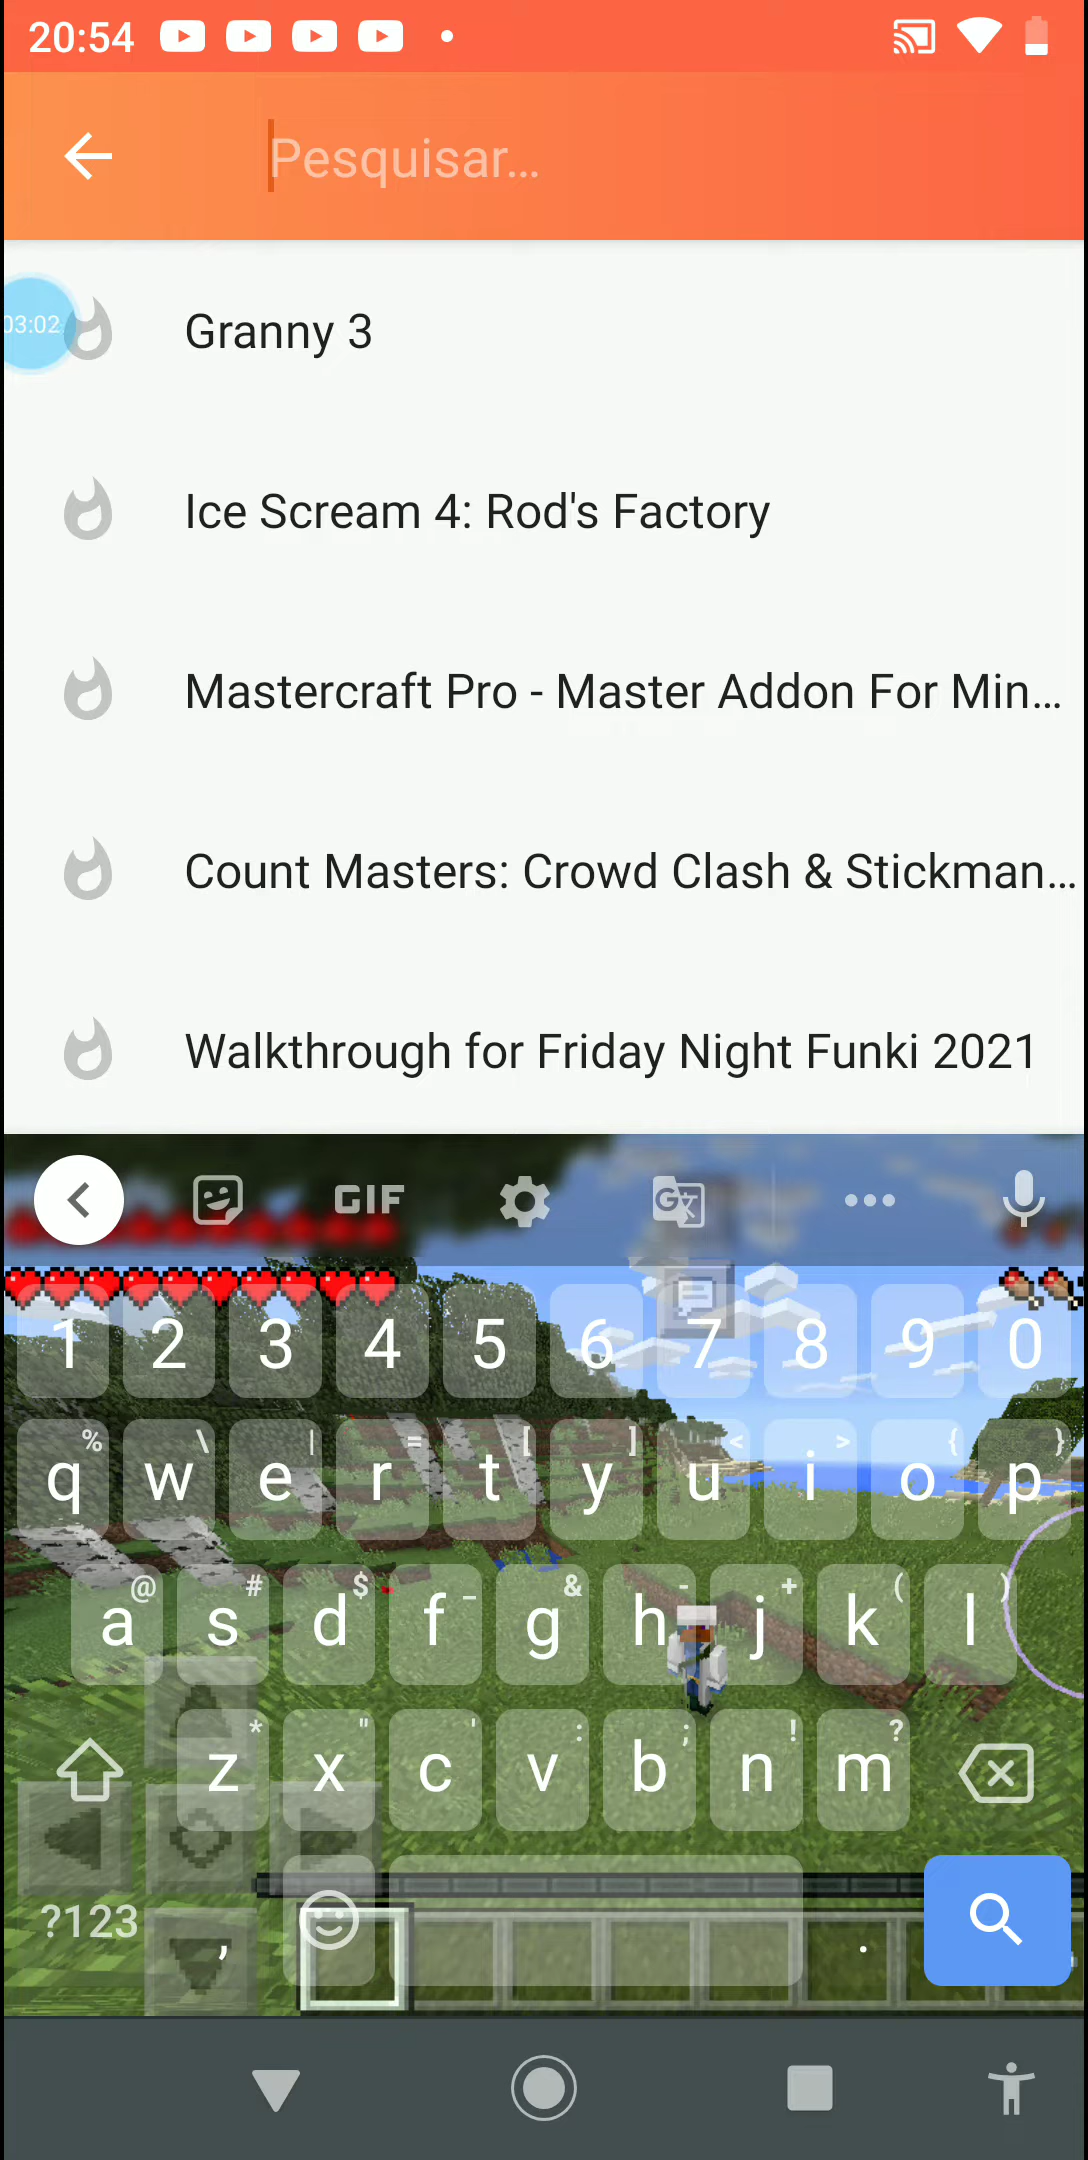 20:54
Pesquisar...
03:02
Granny 3
Ice Scream 4: Rod's Factory
Mastercraft Pro - Master Addon For Min...
Count Masters: Crowd Clash & Stickman...
Walkthrough for Friday Night Funki 2021
GIF
1 2 3 4 5 6 7 8 9 0
% \ | = [ ] < > { }
q w e r t y u i o p
@ # $ _ & - + ( )
a s d f g h j k l
* " ' : ; ! ?
z x c v b n m
?123 , .